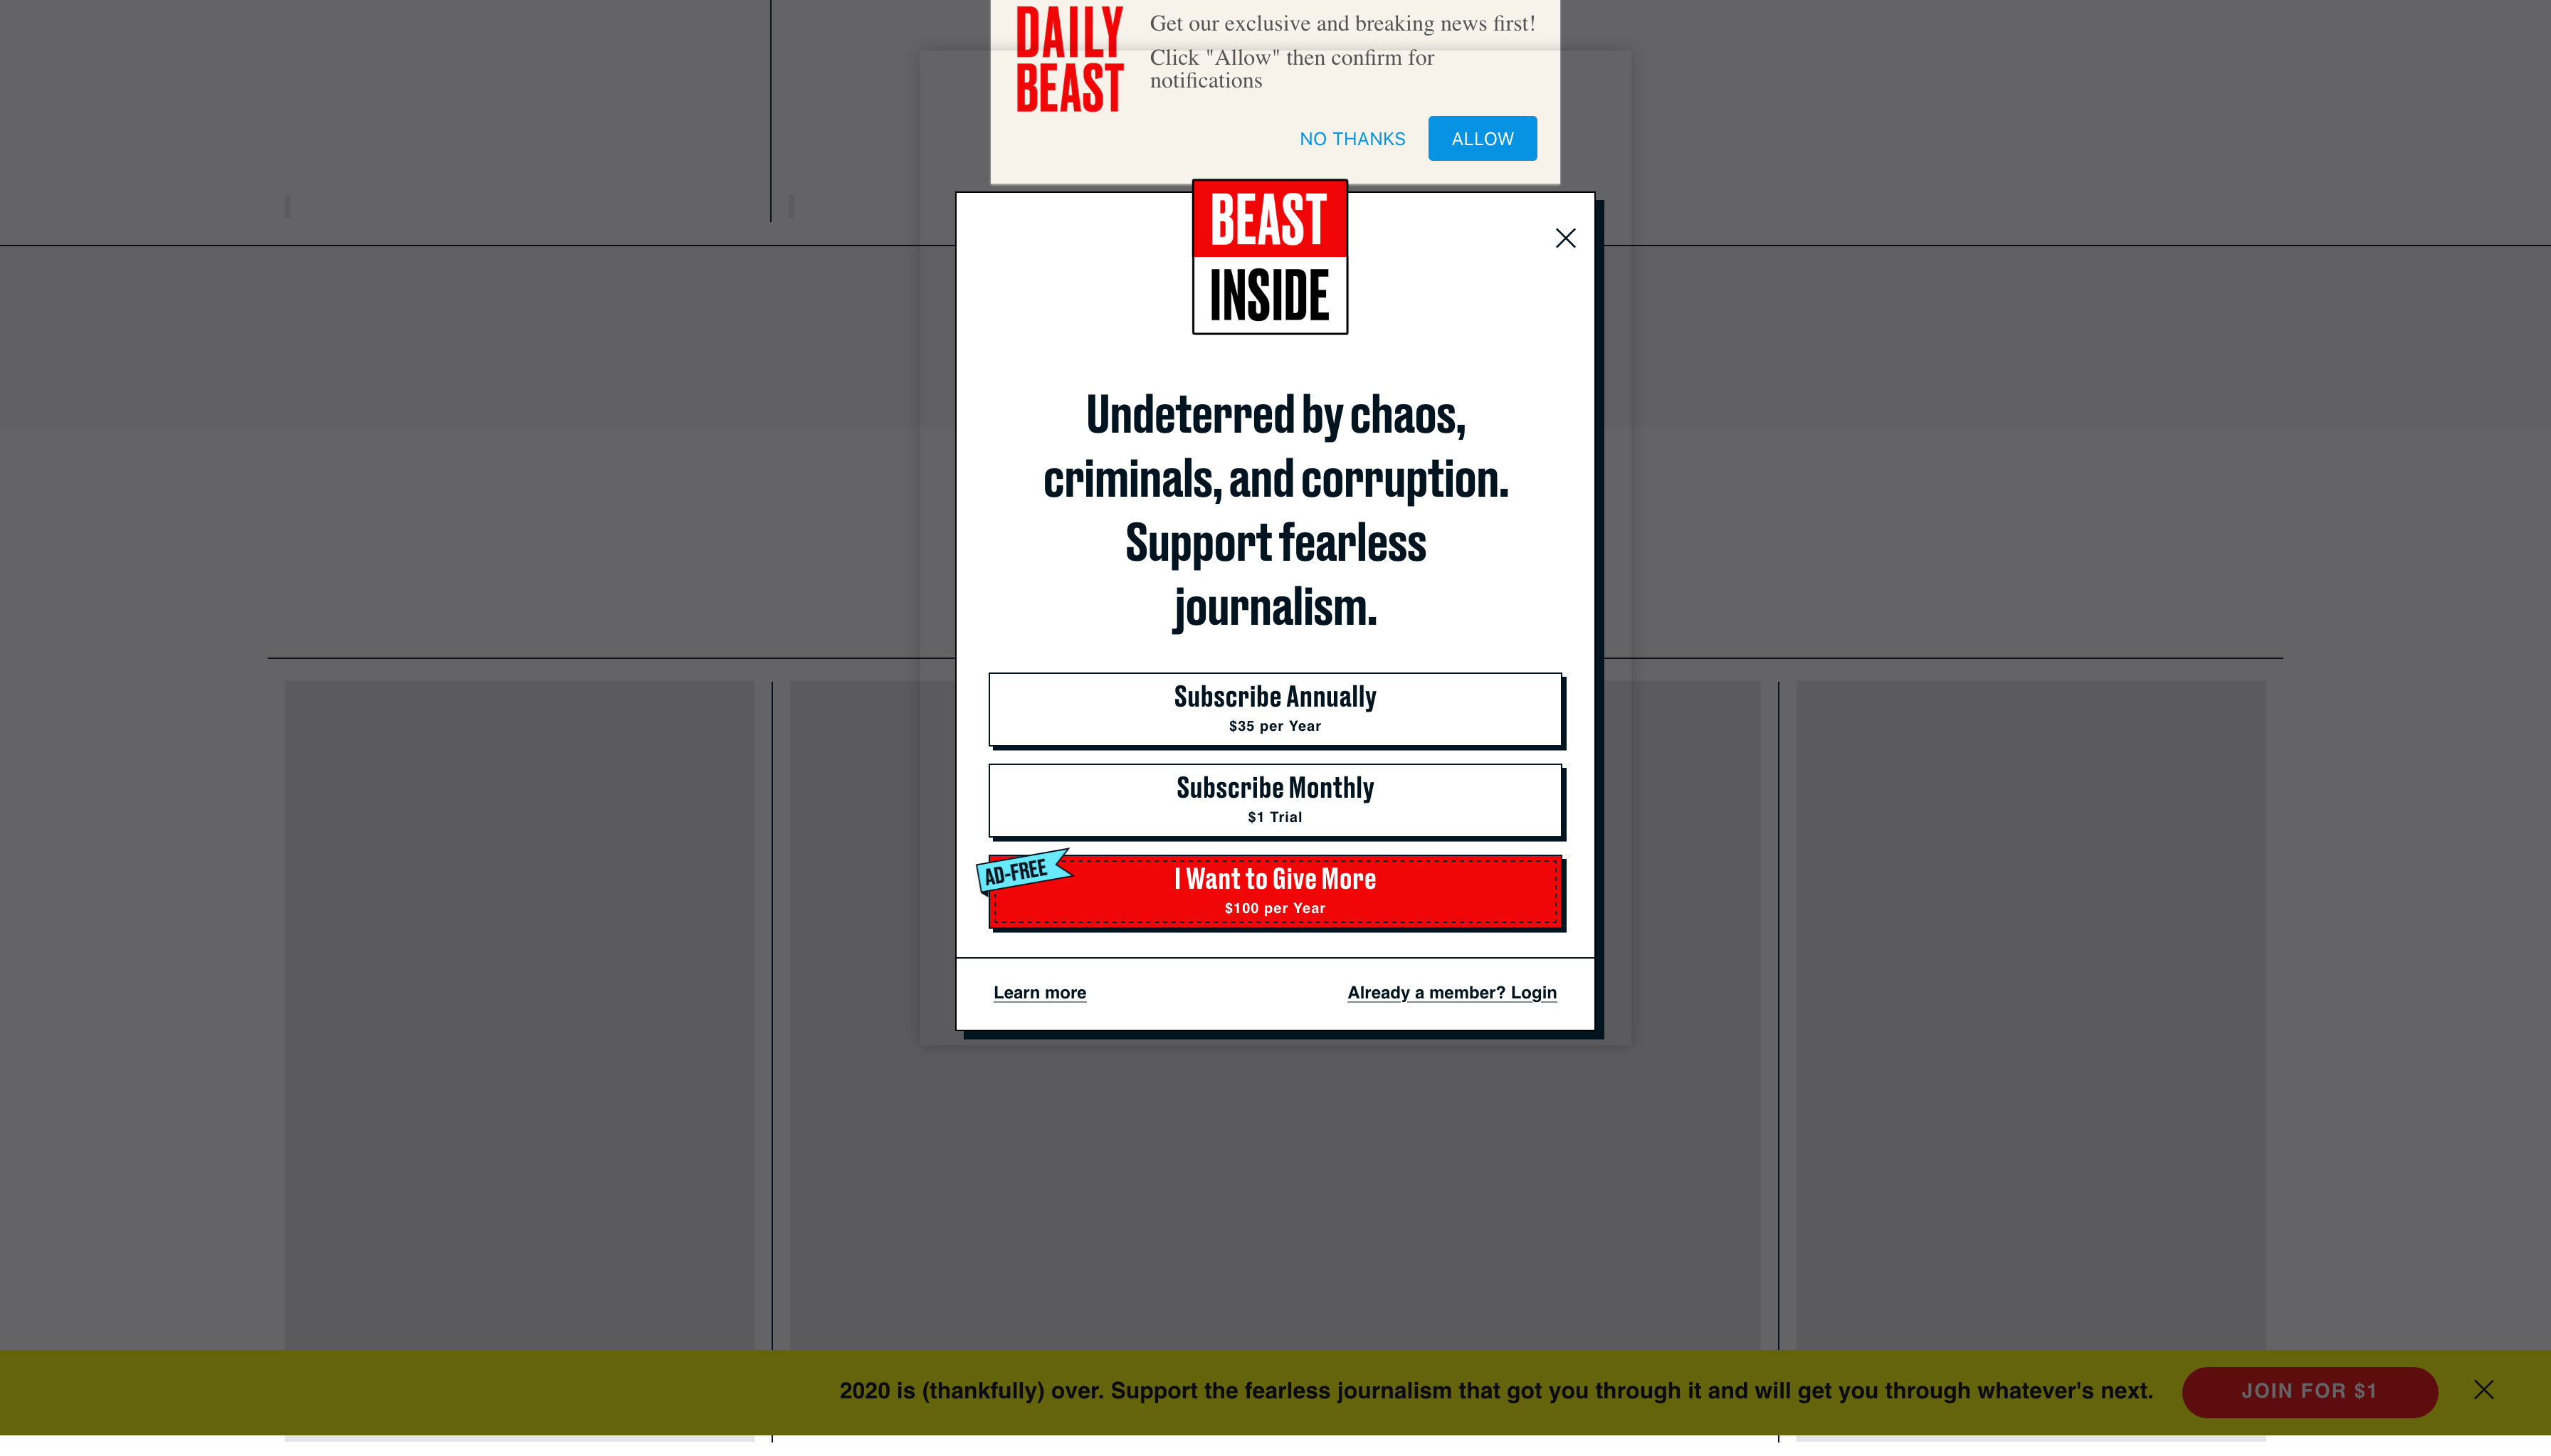 DAILY
BEAST
Get our exclusive and breaking news first!
Click "Allow" then confirm for
notifications
NO THANKS
ALLOW
BEAST
INSIDE
Undeterred by chaos,
criminals, and corruption.
Support fearless
journalism.
Subscribe Annually
$35 per Year
Subscribe Monthly
$1 Trial
AD-FREE
I Want to Give More
$100 per Year
Learn more
Already a member? Login
2020 is (thankfully) over. Support the fearless journalism that got you through it and will get you through whatever's next.
JOIN FOR $1